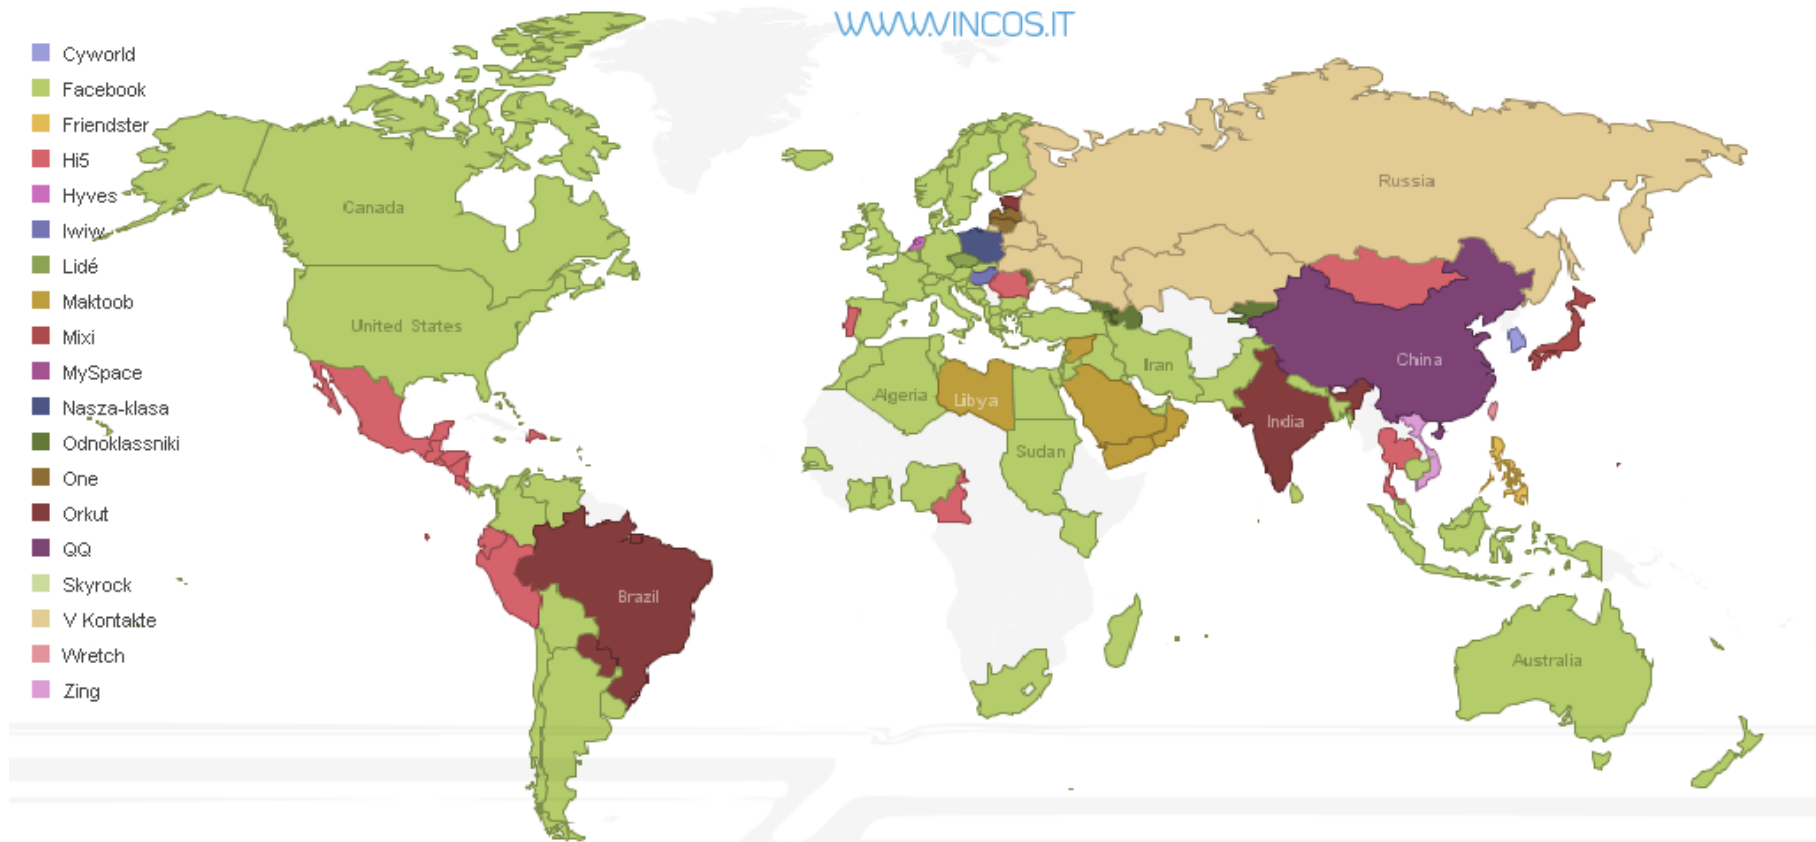 WWW.VINCOS.IT
Cyworld
Facebook
Friendster
Hi5
Hyves
Iwiw
Lidé
Maktoob
Mixi
MySpace
Nasza-klasa
Odnoklassniki
One
Orkut
QQ
Skyrock
V Kontakte
Wretch
Zing
Canada
United States
Brazil
Russia
China
Iran
Algeria
Libya
India
Sudan
Australia